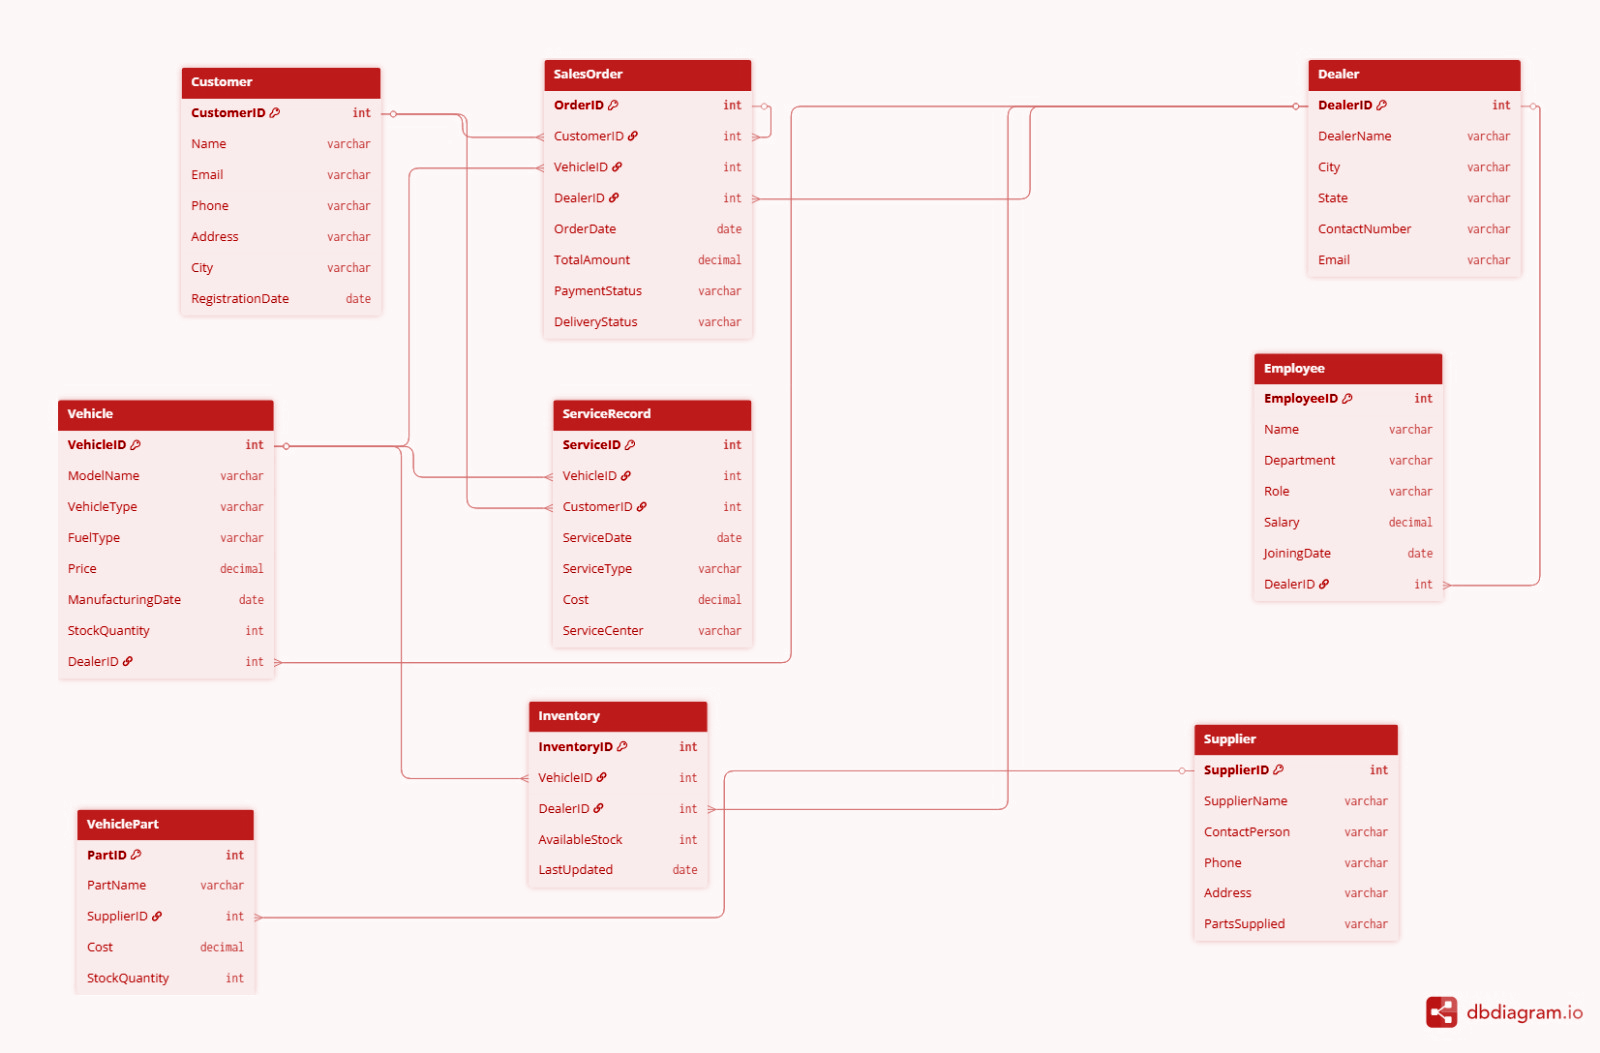 Customer
CustomerID int
Name varchar
Email varchar
Phone varchar
Address varchar
City varchar
RegistrationDate date
SalesOrder
OrderID int
CustomerID int
VehicleID int
DealerID int
OrderDate date
TotalAmount decimal
PaymentStatus varchar
DeliveryStatus varchar
Dealer
DealerID int
DealerName varchar
City varchar
State varchar
ContactNumber varchar
Email varchar
Employee
EmployeeID int
Name varchar
Department varchar
Role varchar
Salary decimal
JoiningDate date
DealerID int
Vehicle
VehicleID int
ModelName varchar
VehicleType varchar
FuelType varchar
Price decimal
ManufacturingDate date
StockQuantity int
DealerID int
ServiceRecord
ServiceID int
VehicleID int
CustomerID int
ServiceDate date
ServiceType varchar
Cost decimal
ServiceCenter varchar
Inventory
InventoryID int
VehicleID int
DealerID int
AvailableStock int
LastUpdated date
Supplier
SupplierID int
SupplierName varchar
ContactPerson varchar
Phone varchar
Address varchar
PartsSupplied varchar
VehiclePart
PartID int
PartName varchar
SupplierID int
Cost decimal
StockQuantity int
dbdiagram.io